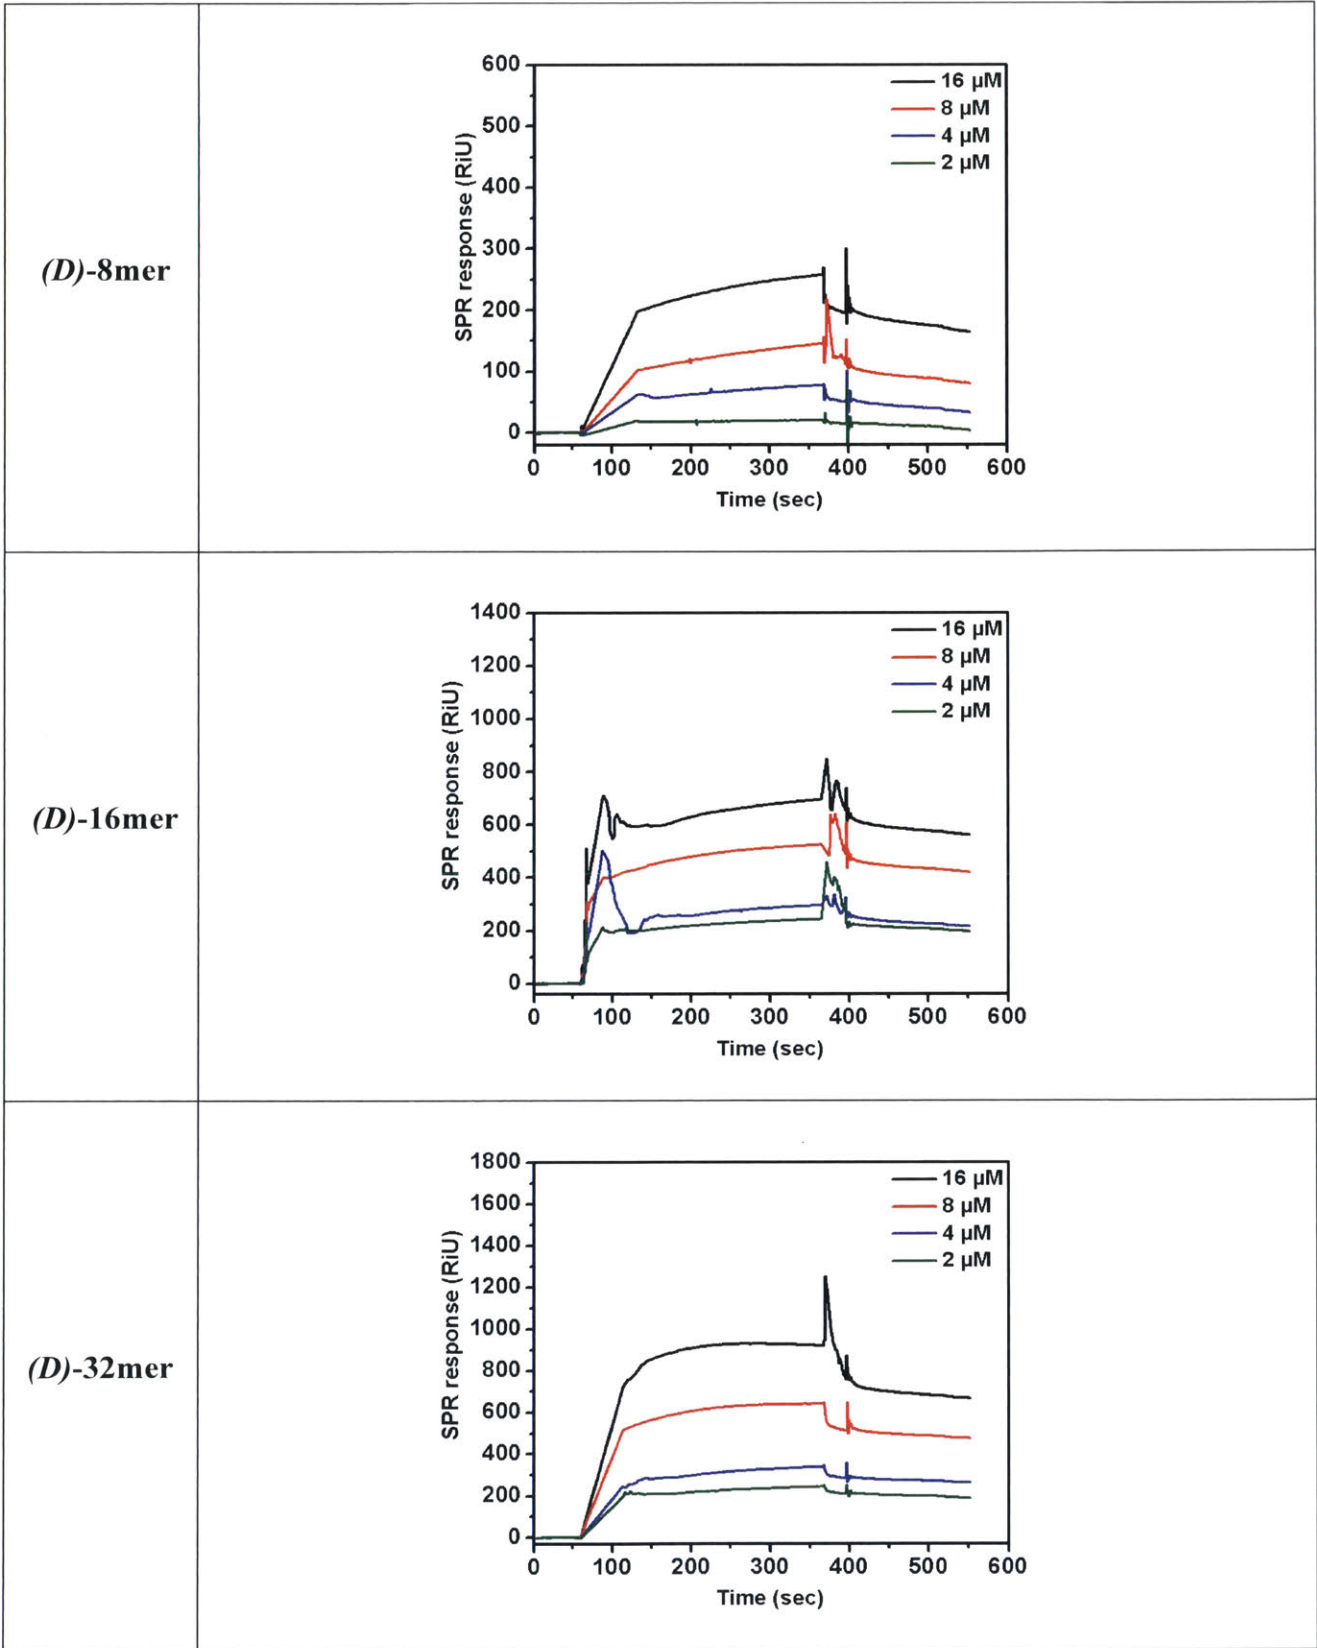 (D)-8mer
600
500
400
300
200
100
0
SPR response (RiU)
16 µM
8 µM
4 µM
2 µM
0 100 200 300 400 500 600
Time (sec)
(D)-16mer
1400
1200
1000
800
600
400
200
0
SPR response (RiU)
16 µM
8 µM
4 µM
2 µM
0 100 200 300 400 500 600
Time (sec)
(D)-32mer
1800
1600
1400
1200
1000
800
600
400
200
0
SPR response (RiU)
16 µM
8 µM
4 µM
2 µM
0 100 200 300 400 500 600
Time (sec)